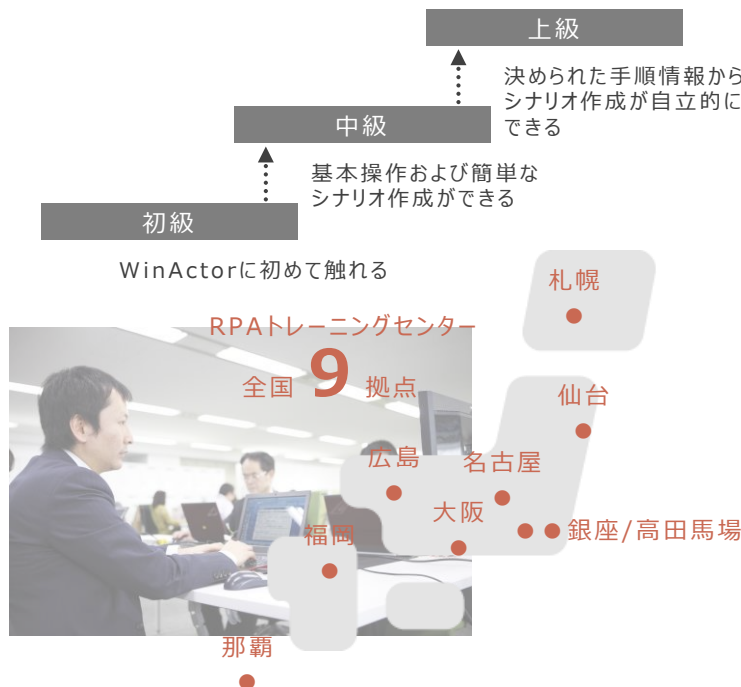 上級
決められた手順情報から
シナリオ作成が自立的に
できる
中級
基本操作および簡単な
シナリオ作成ができる
初級
WinActorに初めて触れる
札幌
RPAトレーニングセンター
全国 9 拠点
仙台
広島
名古屋
大阪
銀座/高田馬場
福岡
那覇